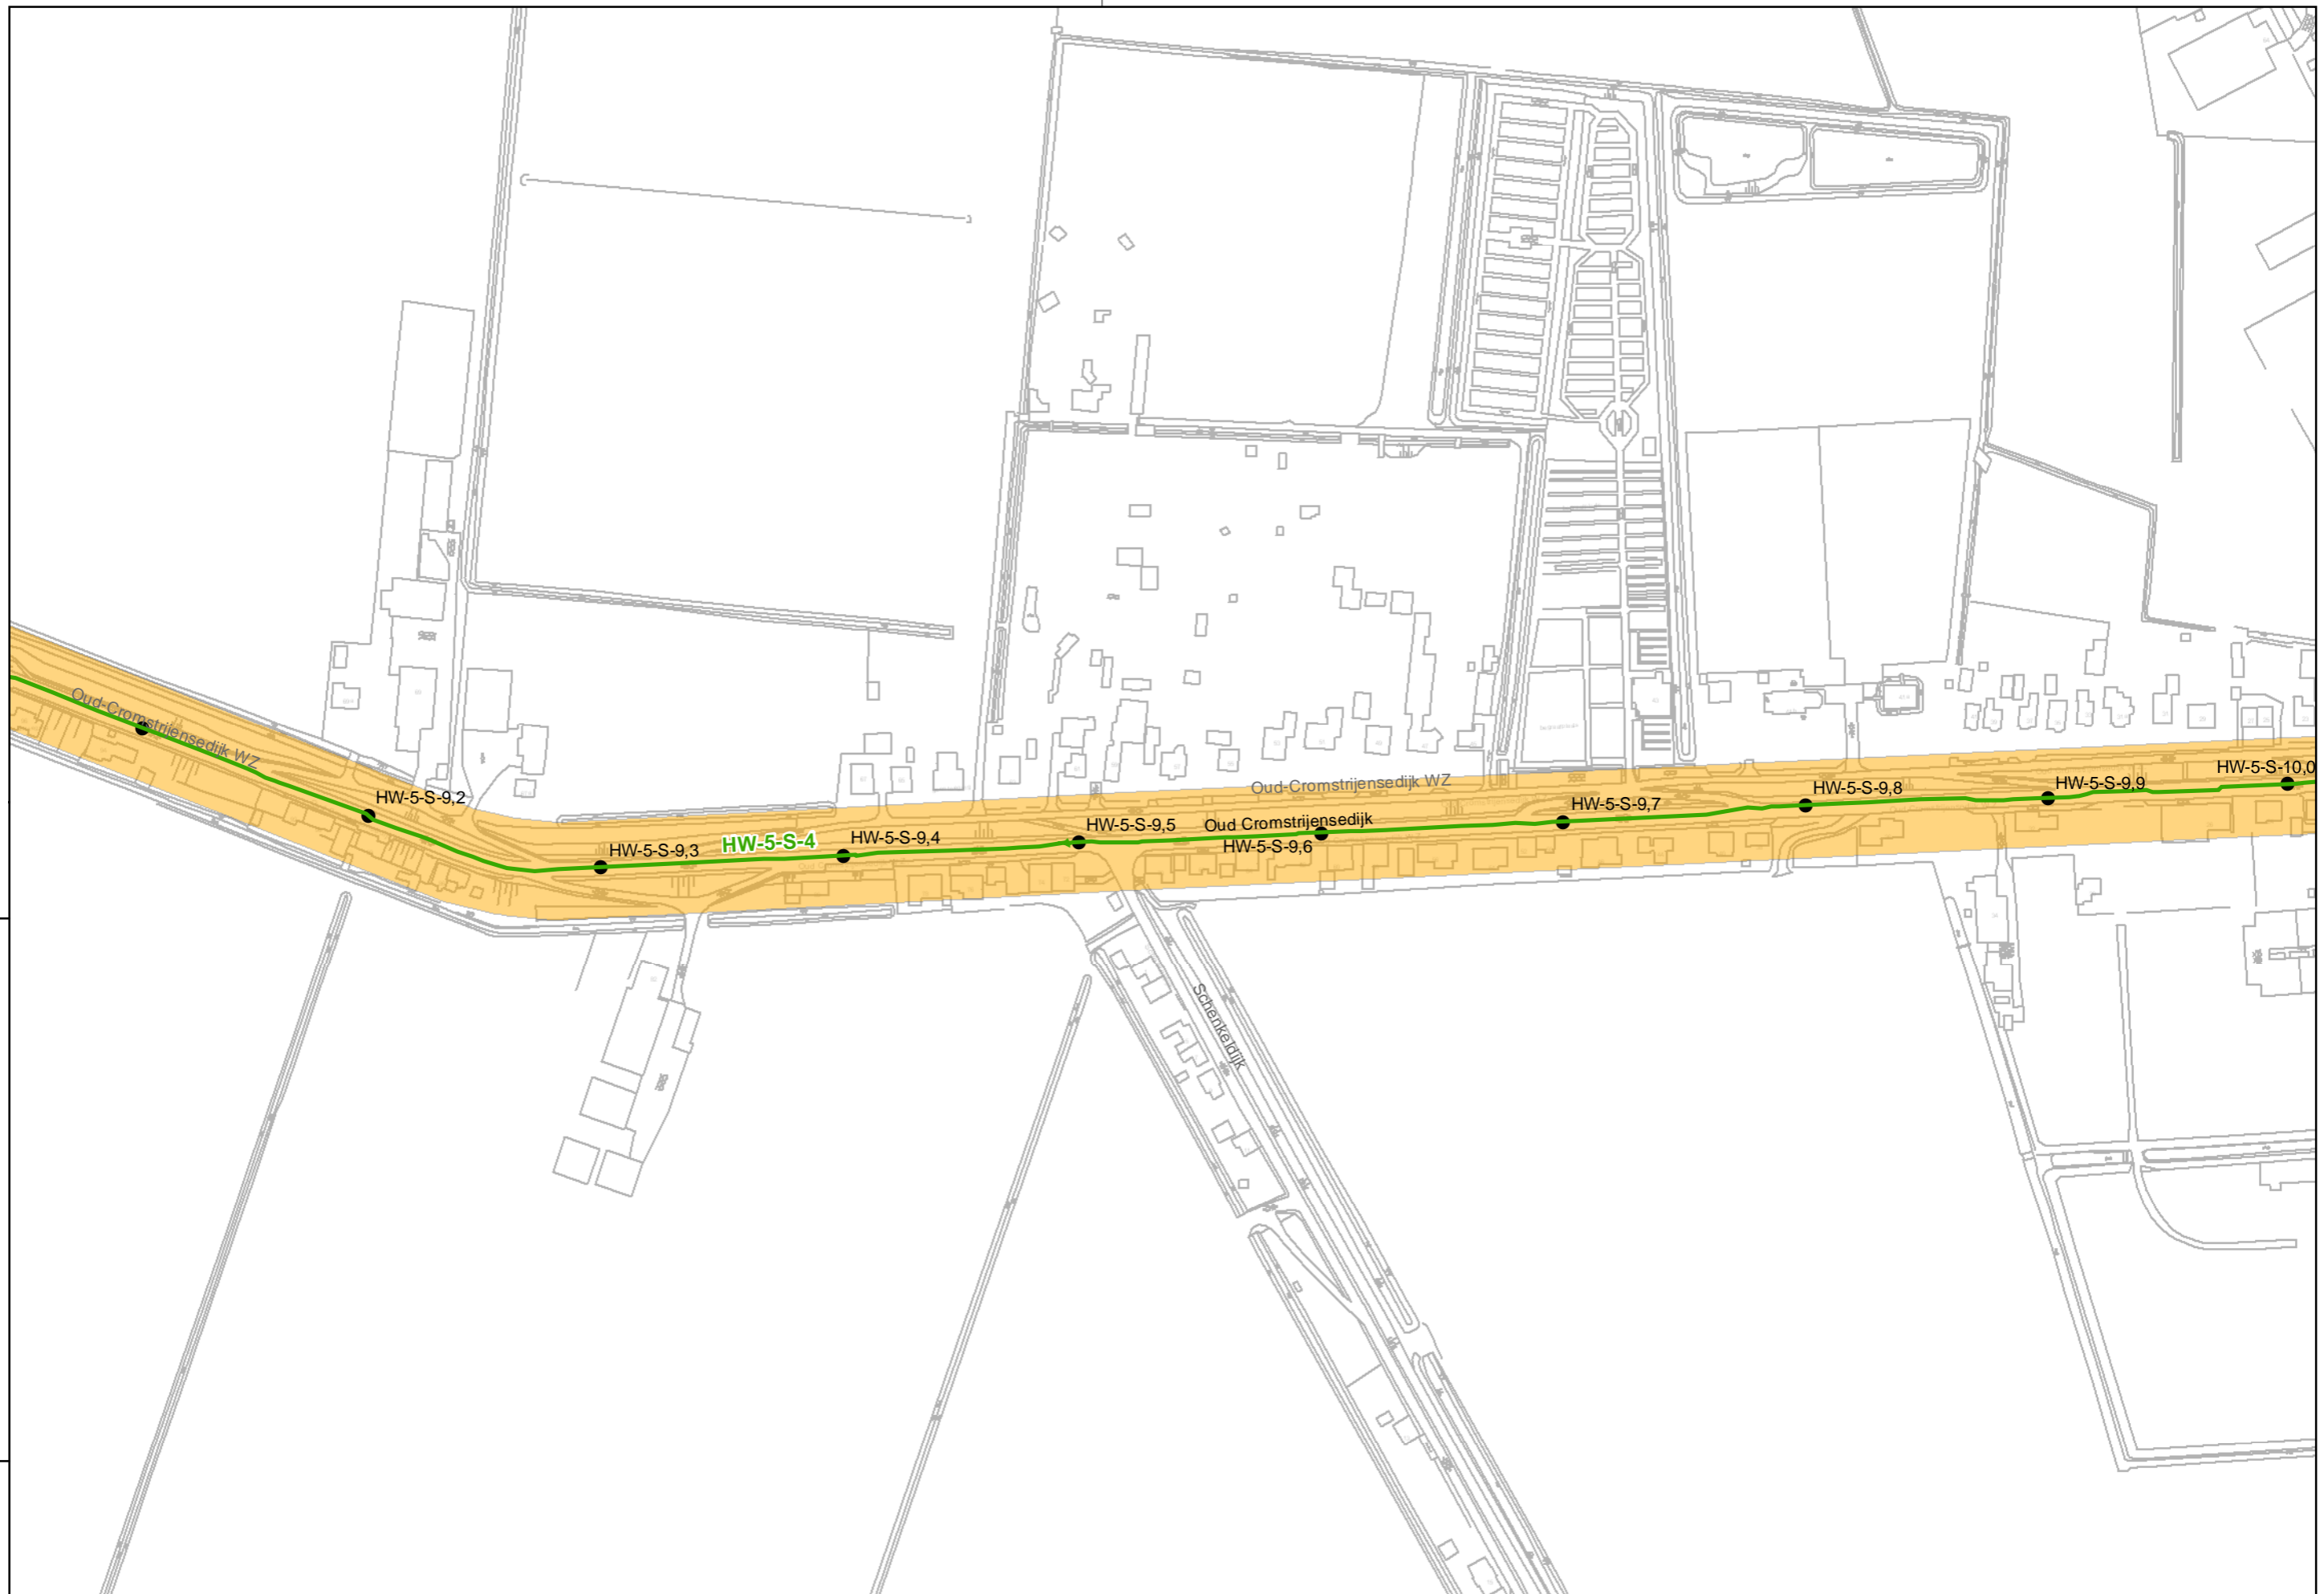 Oud-Cromstrijensedijk WZ
HW-5-S-9,2
HW-5-S-9,3
HW-5-S-4
HW-5-S-9,4
HW-5-S-9,5
Oud-Cromstrijensedijk WZ
Oud Cromstrijensedijk
HW-5-S-9,6
HW-5-S-9,7
HW-5-S-9,8
HW-5-S-9,9
HW-5-S-10,0
Schenkeldijk